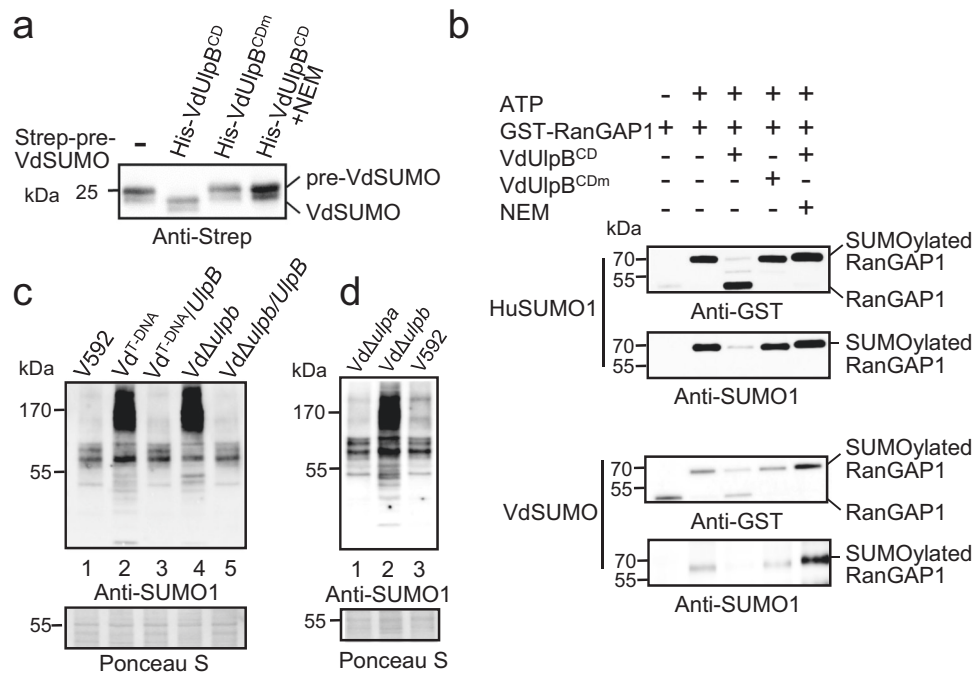 a
Strep-pre-
VdSUMO
-
His-VdUlpB^CD
His-VdUlpB^CDm
His-VdUlpB^CD
+NEM
kDa 25
pre-VdSUMO
VdSUMO
Anti-Strep
b
ATP - + + + +
GST-RanGAP1 + + + + +
VdUlpB^CD - - + - +
VdUlpB^CDm - - - + -
NEM - - - - +
kDa
HuSUMO1
70
55
SUMOylated
RanGAP1
RanGAP1
Anti-GST
70
55
SUMOylated
RanGAP1
Anti-SUMO1
VdSUMO
70
55
SUMOylated
RanGAP1
RanGAP1
Anti-GST
70
55
SUMOylated
RanGAP1
Anti-SUMO1
c
V592
Vd^T-DNA
Vd^T-DNA/UlpB
VdΔulpb
VdΔulpb/UlpB
kDa
170
55
1 2 3 4 5
Anti-SUMO1
55
Ponceau S
d
VdΔulpa
VdΔulpb
V592
kDa
170
55
1 2 3
Anti-SUMO1
55
Ponceau S